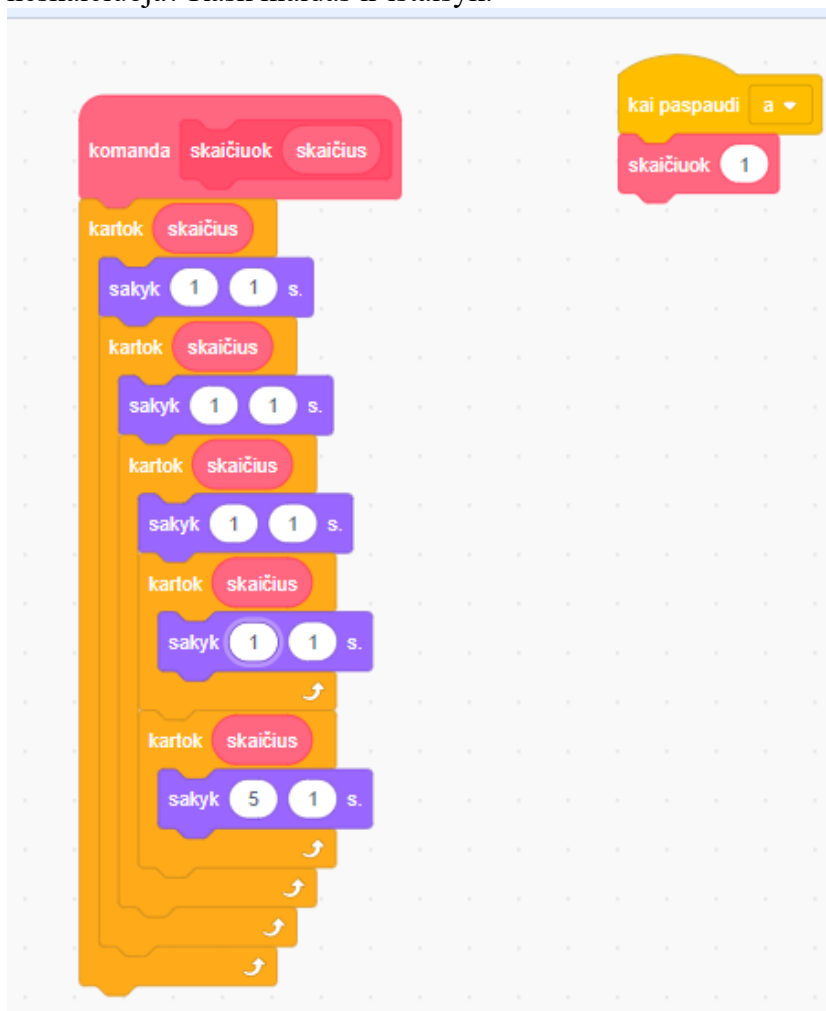 komanda skaičiuok skaičius
kartok skaičius
sakyk 1 1 s.
kartok skaičius
sakyk 1 1 s.
kartok skaičius
sakyk 1 1 s.
kartok skaičius
sakyk 1 1 s.
kartok skaičius
sakyk 5 1 s.
kai paspaudi a
skaičiuok 1